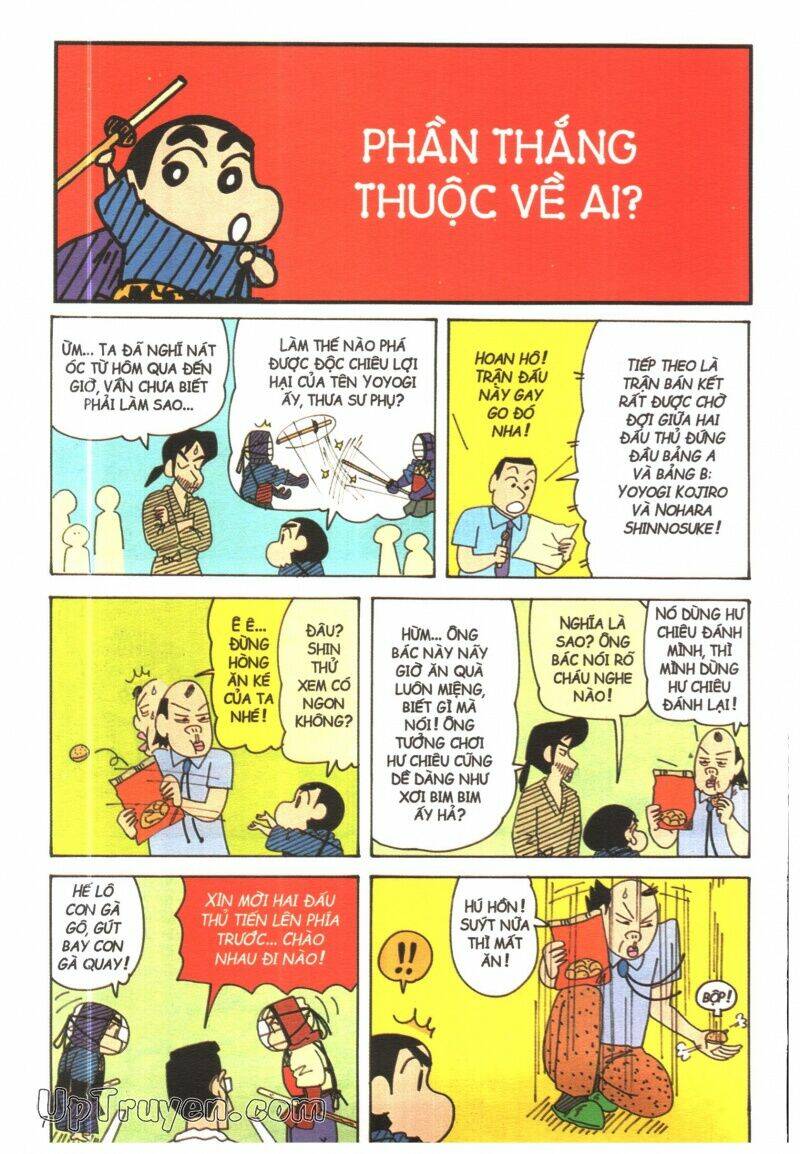 PHẦN THẮNG
THUỘC VỀ AI?
ỪM... TA ĐÃ NGHĨ NÁT
ÓC TỪ HÔM QUA ĐẾN
GIỜ, VẪN CHƯA BIẾT
PHẢI LÀM SAO...
LÀM THẾ NÀO PHÁ
ĐƯỢC ĐỘC CHIÊU LỢI
HẠI CỦA TÊN YOYOGI
ẤY, THƯA SƯ PHỤ?
HOAN HÔ!
TRẬN ĐẤU
NÀY GAY
GO ĐÓ
NHA!
TIẾP THEO LÀ
TRẬN BÁN KẾT
RẤT ĐƯỢC CHỜ
ĐỢI GIỮA HAI
ĐẤU THỦ ĐỨNG
ĐẦU BẢNG A
VÀ BẢNG B:
YOYOGI KOJIRO
VÀ NOHARA
SHINNOSUKE!
Ê Ê...
ĐỪNG
HÒNG
ĂN KÉ
CỦA TA
NHÉ!
ĐÂU?
SHIN
THỬ
XEM CÓ
NGON
KHÔNG?
HỪM... ÔNG
BÁC NÀY NÃY
GIỜ ĂN QUÀ
LUÔN MIỆNG,
BIẾT GÌ MÀ
NÓI! ÔNG
TƯỞNG CHƠI
HƯ CHIÊU CŨNG
DỄ DÀNG NHƯ
XƠI BIM BIM
ẤY HẢ?
NGHĨA LÀ
SAO? ÔNG
BÁC NÓI RÕ
CHÁU NGHE
NÀO!
NÓ DÙNG HƯ
CHIÊU ĐÁNH
MÌNH, THÌ
MÌNH DÙNG
HƯ CHIÊU
ĐÁNH LẠI!
HẾ LÔ
CON GÀ
GÔ, GÚT
BAY CON
GÀ QUAY!
XIN MỜI HAI ĐẤU
THỦ TIẾN LÊN PHÍA
TRƯỚC... CHÀO
NHAU ĐI NÀO!
HÚ HỒN!
SUÝT NỮA
THÌ MẤT
ĂN!
!!
BỘP!
UpTruyen.com